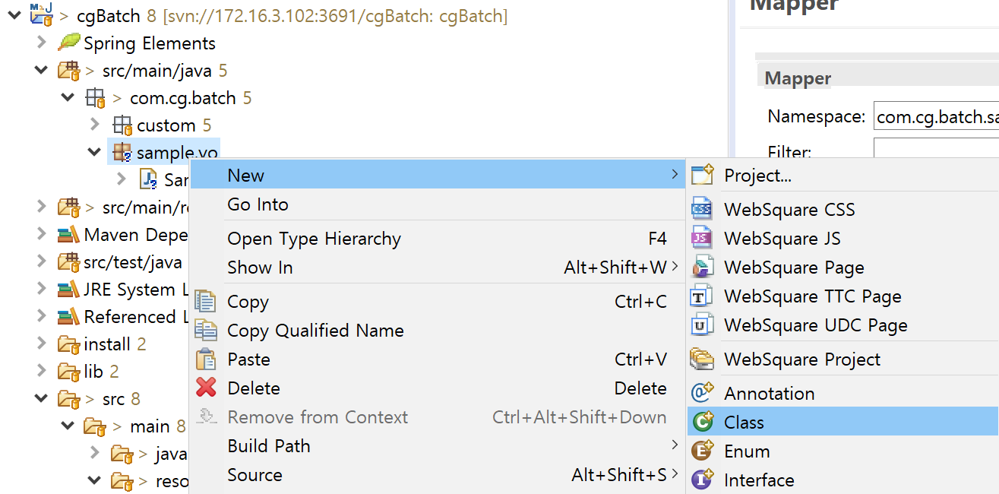 cgBatch 8 [svn://172.16.3.102:3691/cgBatch: cgBatch]
Spring Elements
src/main/java 5
com.cg.batch 5
custom 5
sample.vo
src/main/
Maven Depe
src/test/java
JRE System L
Referenced L
install 2
lib 2
src 8
main 8
java
reso
New
Go Into
Open Type Hierarchy F4
Show In Alt+Shift+W
Copy Ctrl+C
Copy Qualified Name
Paste Ctrl+V
Delete Delete
Remove from Context Ctrl+Alt+Shift+Down
Build Path
Source Alt+Shift+S
Mapper
Mapper
Namespace: com.cg.batch.sa
Filter:
Project...
WebSquare CSS
WebSquare JS
WebSquare Page
WebSquare TTC Page
WebSquare UDC Page
WebSquare Project
Annotation
Class
Enum
Interface